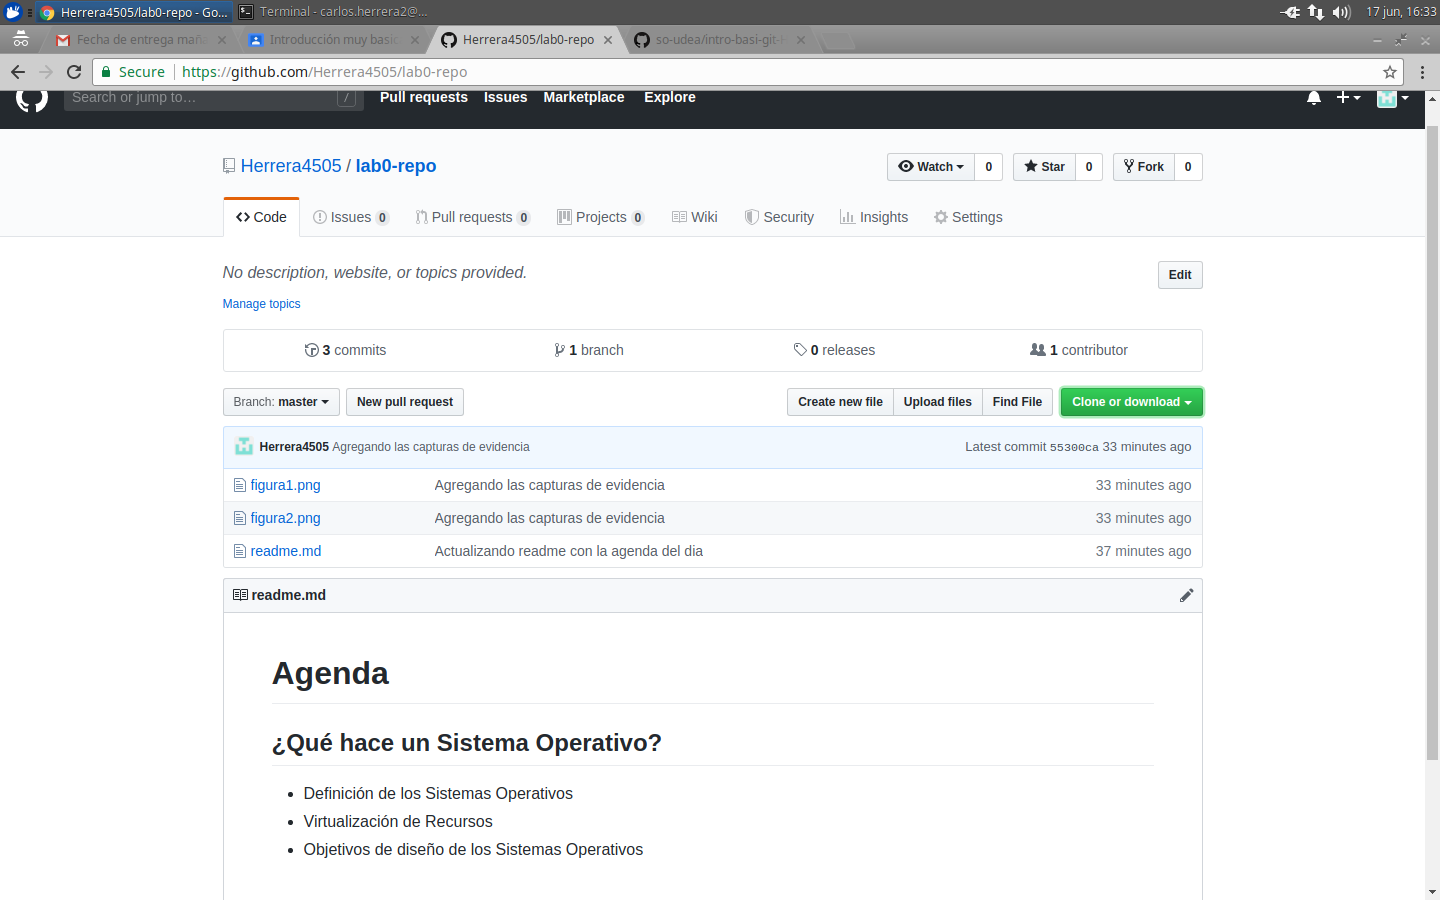 Herrera4505/lab0-repo - Go... Terminal - carlos.herrera2@... 17 jun, 16:33
Fecha de entrega maña Introducción muy basic Herrera4505/lab0-repo so-udea/intro-basi-git-
Secure https://github.com/Herrera4505/lab0-repo
Search or jump to… / Pull requests Issues Marketplace Explore
Herrera4505 / lab0-repo Watch 0 Star 0 Fork 0
Code Issues 0 Pull requests 0 Projects 0 Wiki Security Insights Settings
No description, website, or topics provided. Edit
Manage topics
3 commits 1 branch 0 releases 1 contributor
Branch: master New pull request Create new file Upload files Find File Clone or download
Herrera4505 Agregando las capturas de evidencia Latest commit 55300ca 33 minutes ago
figura1.png Agregando las capturas de evidencia 33 minutes ago
figura2.png Agregando las capturas de evidencia 33 minutes ago
readme.md Actualizando readme con la agenda del dia 37 minutes ago
readme.md
Agenda
¿Qué hace un Sistema Operativo?
• Definición de los Sistemas Operativos
• Virtualización de Recursos
• Objetivos de diseño de los Sistemas Operativos